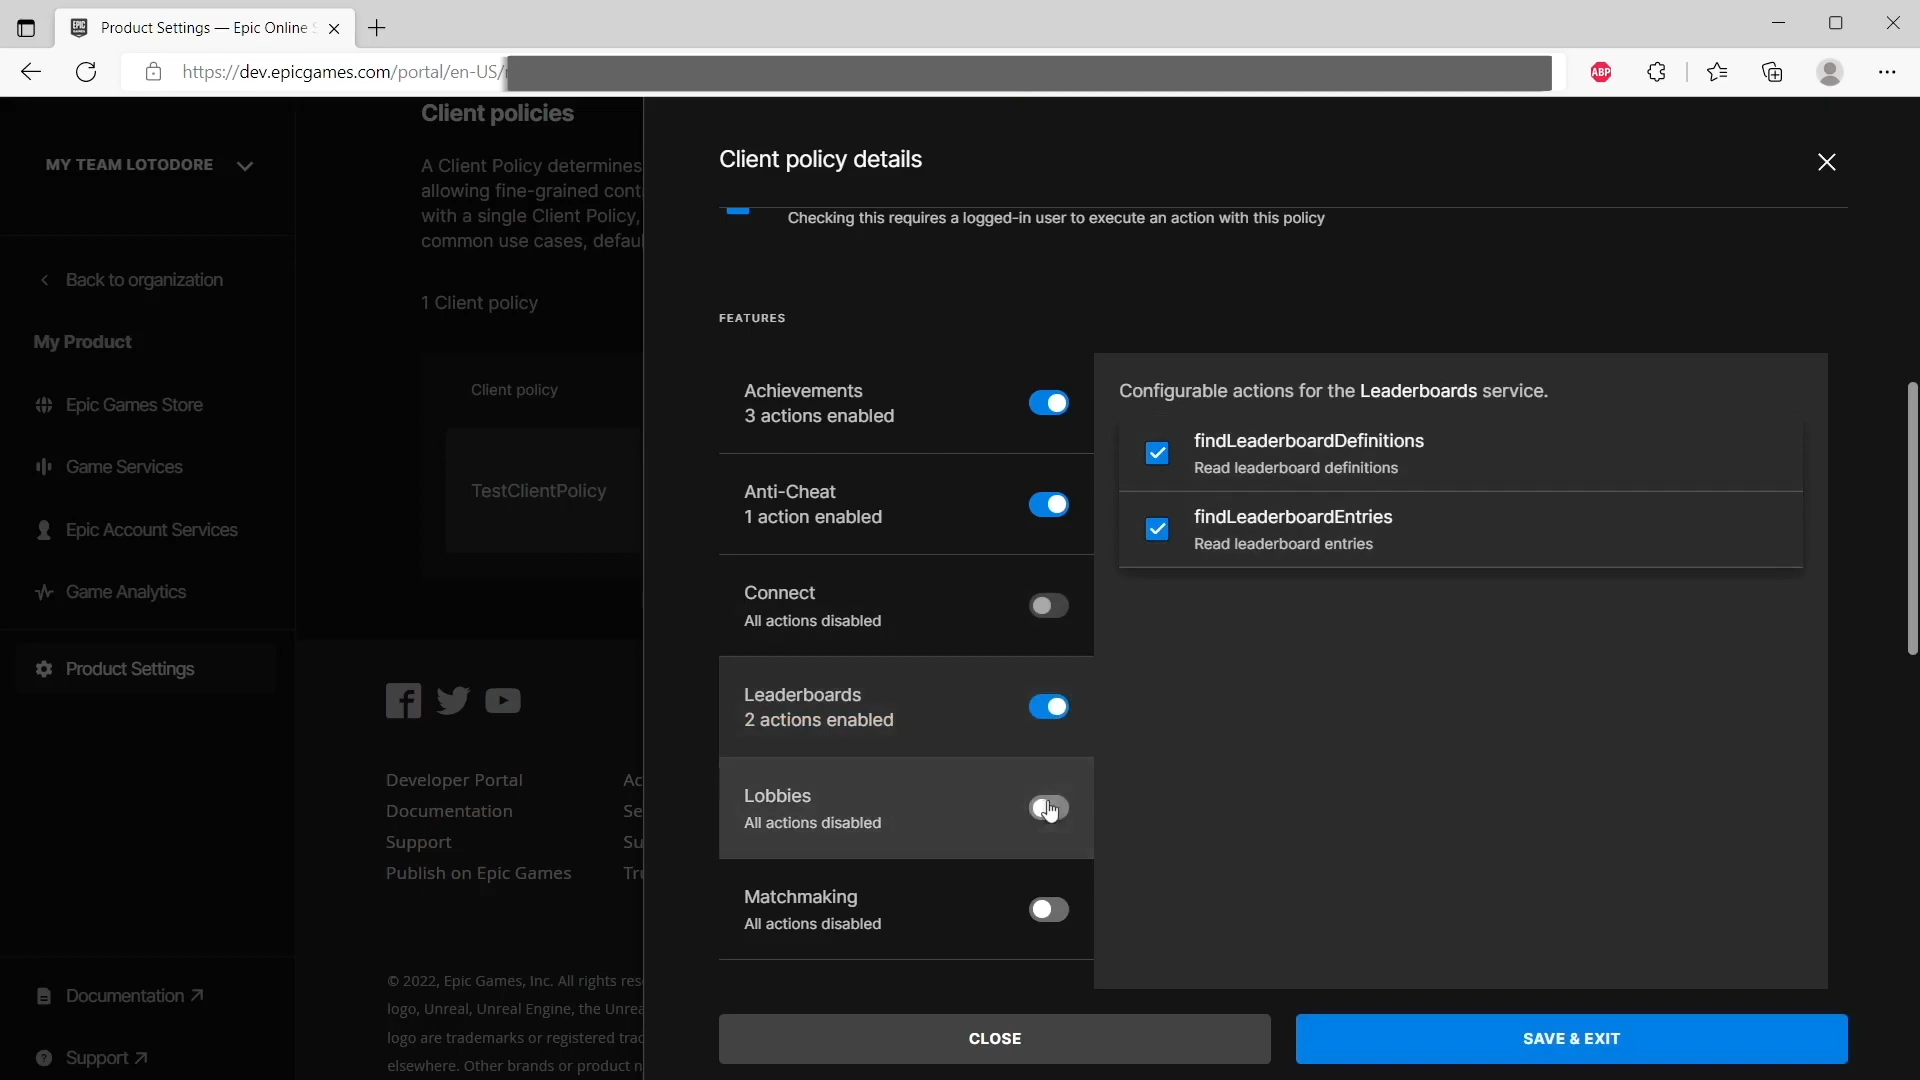 Product Settings — Epic Online
https://dev.epicgames.com/portal/en-US/
ABP
MY TEAM LOTODORE
Back to organization
My Product
Epic Games Store
Game Services
Epic Account Services
Game Analytics
Product Settings
Documentation
Support
Client policies
A Client Policy determines
allowing fine-grained cont
with a single Client Policy,
common use cases, defaul
1 Client policy
Client policy
TestClientPolicy
Developer Portal
Documentation
Support
Publish on Epic Games
Ac
Se
Su
Tru
© 2022, Epic Games, Inc. All rights res
logo, Unreal, Unreal Engine, the Unrea
logo are trademarks or registered trad
elsewhere. Other brands or product n
Client policy details
Checking this requires a logged-in user to execute an action with this policy
FEATURES
Achievements
3 actions enabled
Anti-Cheat
1 action enabled
Connect
All actions disabled
Leaderboards
2 actions enabled
Lobbies
All actions disabled
Matchmaking
All actions disabled
Configurable actions for the Leaderboards service.
findLeaderboardDefinitions
Read leaderboard definitions
findLeaderboardEntries
Read leaderboard entries
CLOSE
SAVE & EXIT